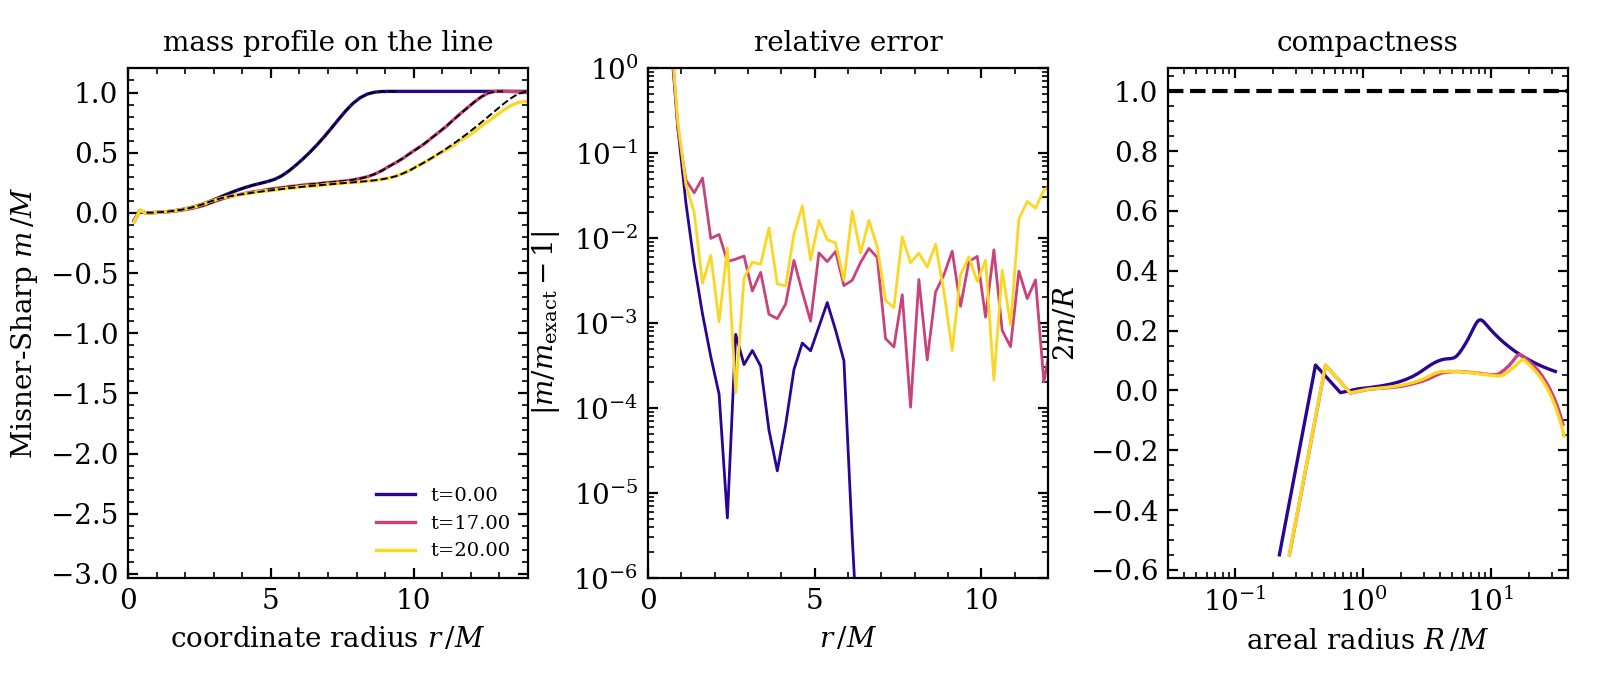 mass profile on the line
Misner-Sharp m/M
1.0
0.5
0.0
−0.5
−1.0
−1.5
−2.0
−2.5
−3.0
t=0.00
t=17.00
t=20.00
0 5 10
coordinate radius r/M
relative error
|m/m_exact − 1|
10^0
10^−1
10^−2
10^−3
10^−4
10^−5
10^−6
0 5 10
r/M
compactness
2m/R
1.0
0.8
0.6
0.4
0.2
0.0
−0.2
−0.4
−0.6
10^−1 10^0 10^1
areal radius R/M